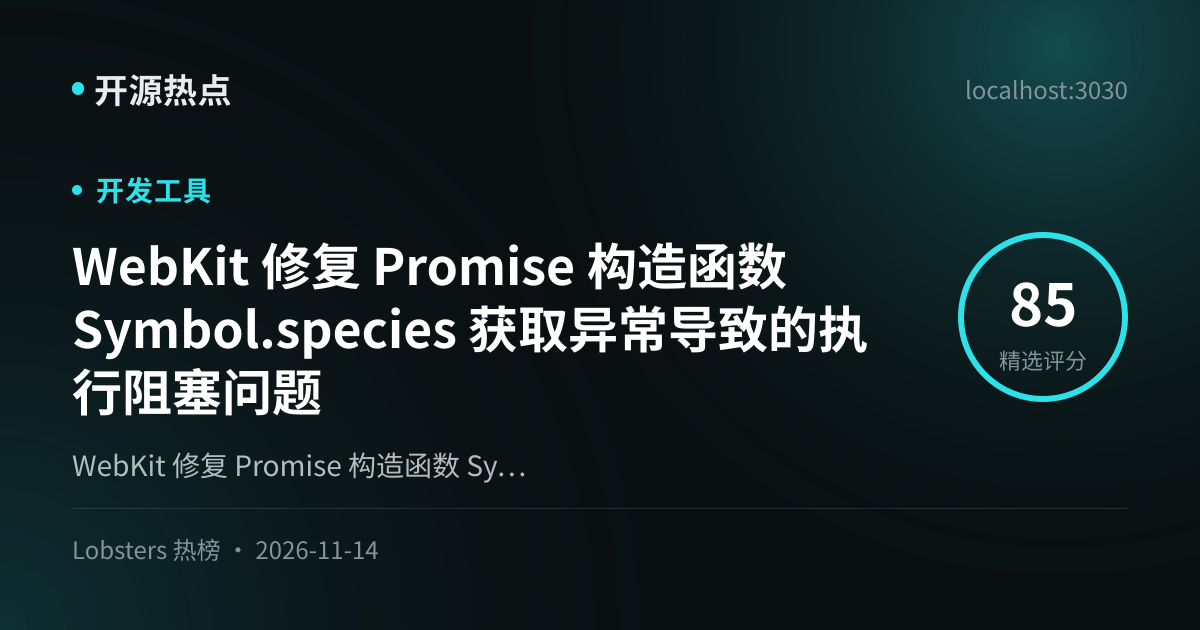 开源热点
localhost:3030
开发工具
WebKit 修复 Promise 构造函数
Symbol.species 获取异常导致的执
行阻塞问题
85
精选评分
WebKit 修复 Promise 构造函数 Sy…
Lobsters 热榜 · 2026-11-14